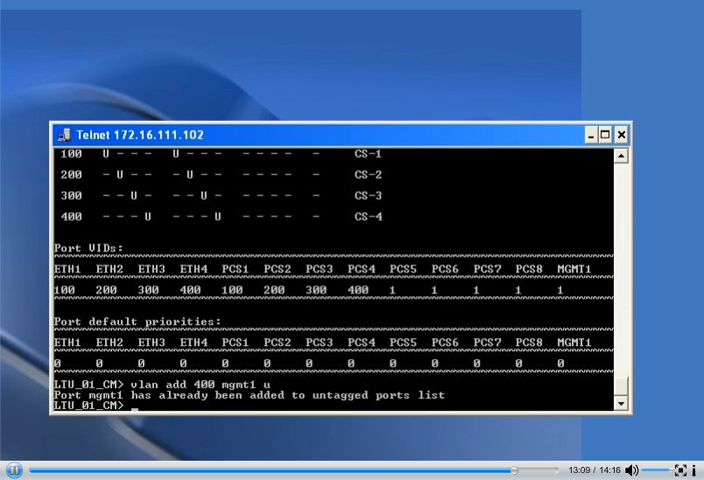 Telnet 172.16.111.102
100 U - - - U - - - - - - - - CS-1
200 - U - - - U - - - - - - - CS-2
300 - - U - - - U - - - - - - CS-3
400 - - - U - - - U - - - - - CS-4
Port VIDs:
ETH1 ETH2 ETH3 ETH4 PCS1 PCS2 PCS3 PCS4 PCS5 PCS6 PCS7 PCS8 MGMT1
100 200 300 400 100 200 300 400 1 1 1 1 1
Port default priorities:
ETH1 ETH2 ETH3 ETH4 PCS1 PCS2 PCS3 PCS4 PCS5 PCS6 PCS7 PCS8 MGMT1
0 0 0 0 0 0 0 0 0 0 0 0 0
LTU_01_CM> vlan add 400 mgmt1 u
Port mgmt1 has already been added to untagged ports list
LTU_01_CM> _
13:09 / 14:16